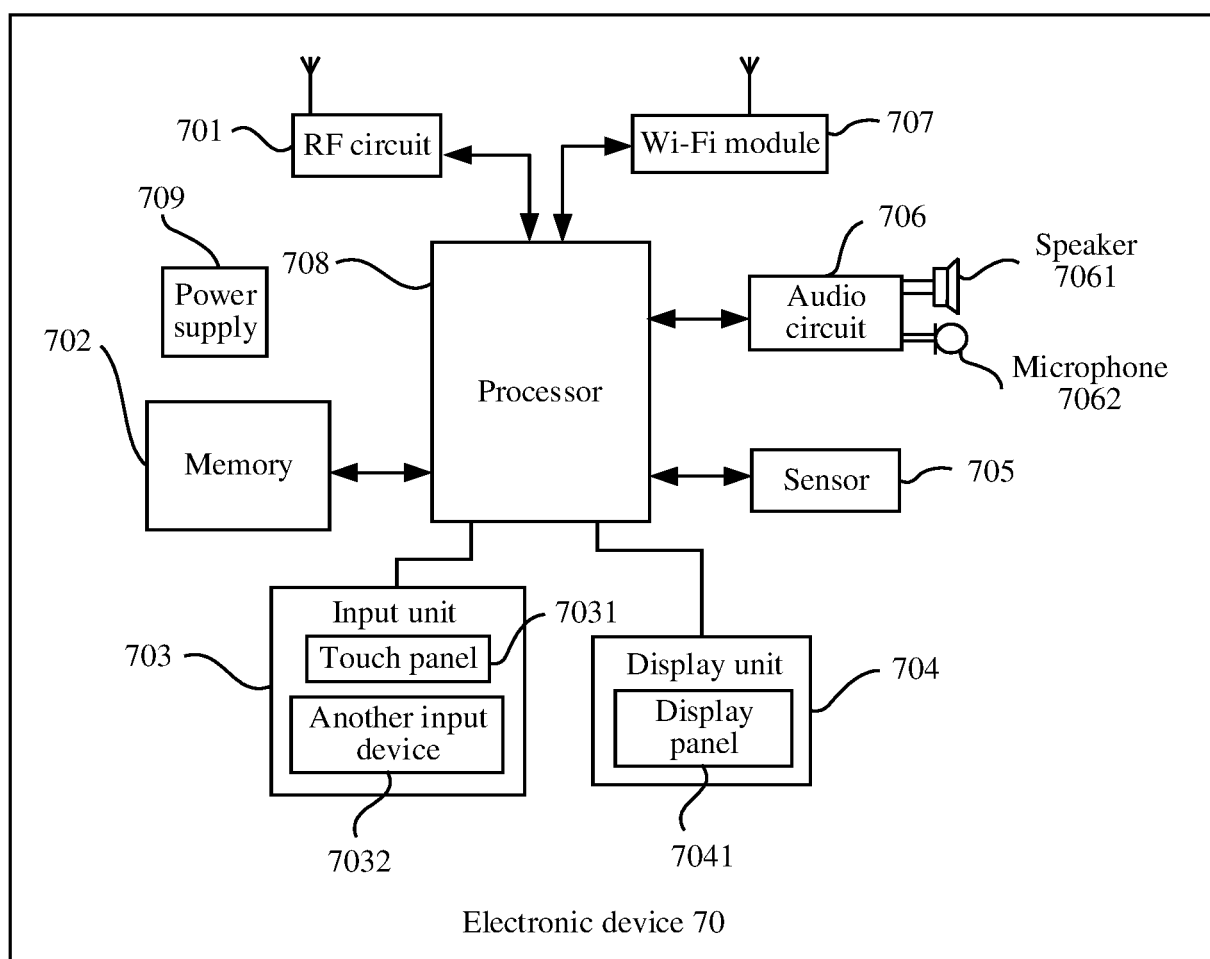 701
RF circuit
Wi-Fi module
707
709
Power
supply
708
706
Audio
circuit
Speaker
7061
Microphone
7062
702
Memory
Processor
Sensor
705
703
Input unit
7031
Touch panel
Another input
device
7032
Display unit
704
Display
panel
7041
Electronic device 70